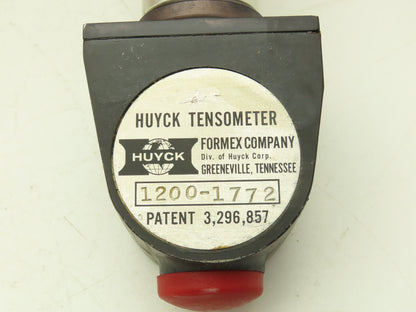 HUYCK TENSOMETER
HUYCK
FORMEX COMPANY
Div. of Huyck Corp.
GREENEVILLE, TENNESSEE
1200-1772
PATENT 3,296,857